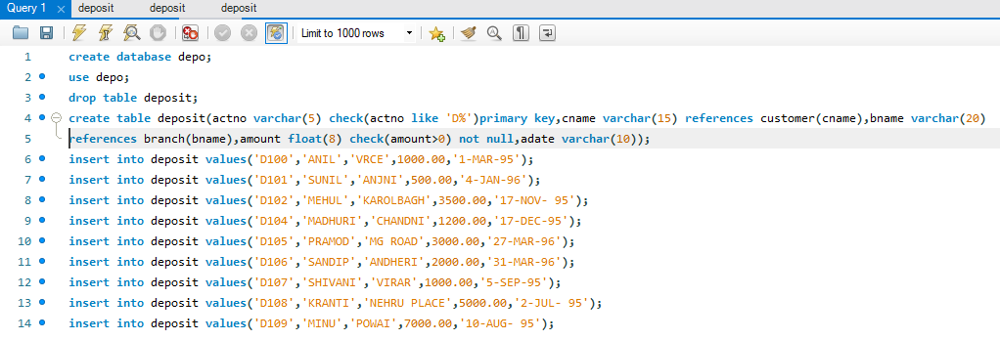 Query 1 × deposit deposit deposit
Limit to 1000 rows
1 create database depo;
2 use depo;
3 drop table deposit;
4 create table deposit(actno varchar(5) check(actno like 'D%')primary key,cname varchar(15) references customer(cname),bname varchar(20)
5 references branch(bname),amount float(8) check(amount>0) not null,adate varchar(10));
6 insert into deposit values('D100','ANIL','VRCE',1000.00,'1-MAR-95');
7 insert into deposit values('D101','SUNIL','ANJNI',500.00,'4-JAN-96');
8 insert into deposit values('D102','MEHUL','KAROLBAGH',3500.00,'17-NOV- 95');
9 insert into deposit values('D104','MADHURI','CHANDNI',1200.00,'17-DEC-95');
10 insert into deposit values('D105','PRAMOD','MG ROAD',3000.00,'27-MAR-96');
11 insert into deposit values('D106','SANDIP','ANDHERI',2000.00,'31-MAR-96');
12 insert into deposit values('D107','SHIVANI','VIRAR',1000.00,'5-SEP-95');
13 insert into deposit values('D108','KRANTI','NEHRU PLACE',5000.00,'2-JUL- 95');
14 insert into deposit values('D109','MINU','POWAI',7000.00,'10-AUG- 95');